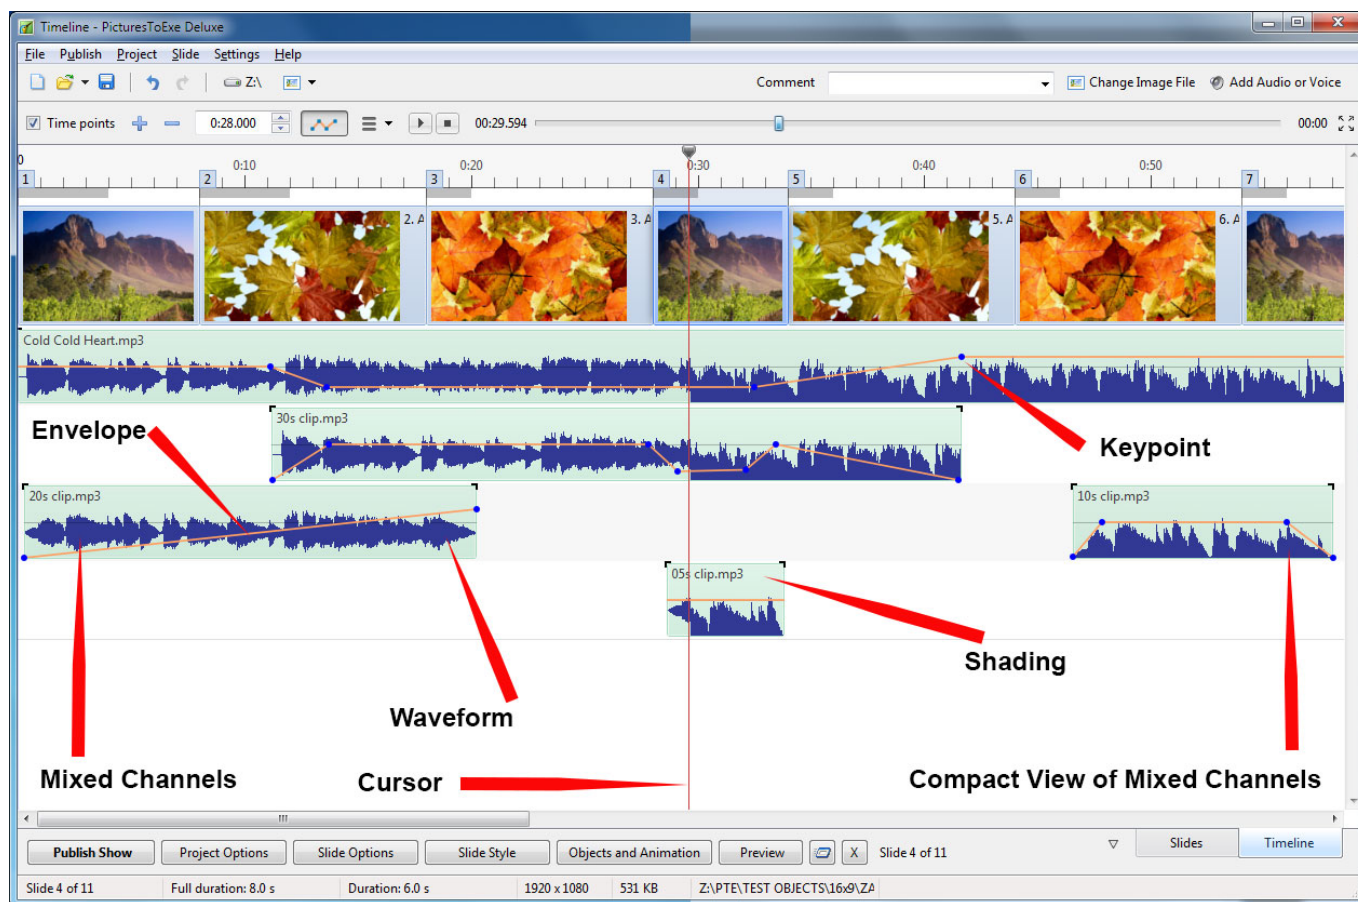 Timeline - PicturesToExe Deluxe
File Publish Project Slide Settings Help
Z:\ Comment Change Image File Add Audio or Voice
Time points 0:28.000 00:29.594 00:00
0 0:10 0:20 0:30 0:40 0:50
1 2 3 4 5 6 7
2. A 3. A 5. A 6. A
Cold Cold Heart.mp3
30s clip.mp3
Envelope
Keypoint
20s clip.mp3 10s clip.mp3
05s clip.mp3
Shading
Waveform
Mixed Channels Cursor Compact View of Mixed Channels
Publish Show Project Options Slide Options Slide Style Objects and Animation Preview X Slide 4 of 11 Slides Timeline
Slide 4 of 11 Full duration: 8.0 s Duration: 6.0 s 1920 x 1080 531 KB Z:\PTE\TEST OBJECTS\16x9\ZA